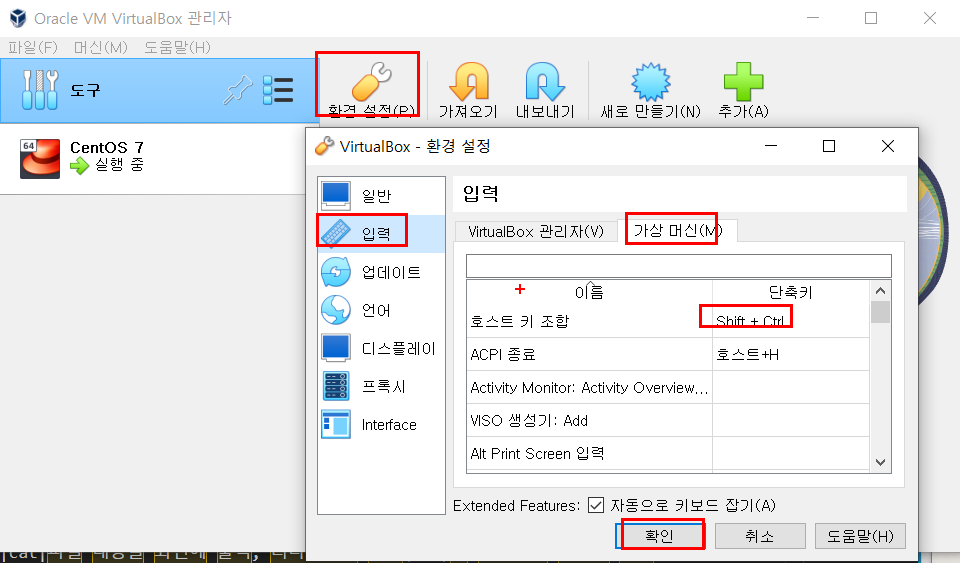 Oracle VM VirtualBox 관리자
파일(F) 머신(M) 도움말(H)
도구
환경 설정(P)
가져오기
내보내기
새로 만들기(N)
추가(A)
64
CentOS 7
실행 중
VirtualBox - 환경 설정
일반
입력
업데이트
언어
디스플레이
프록시
Interface
입력
VirtualBox 관리자(V)
가상 머신(M)
이름 단축키
호스트 키 조합 Shift + Ctrl
ACPI 종료 호스트+H
Activity Monitor: Activity Overview...
VISO 생성기: Add
Alt Print Screen 입력
Extended Features: 자동으로 키보드 잡기(A)
확인 취소 도움말(H)